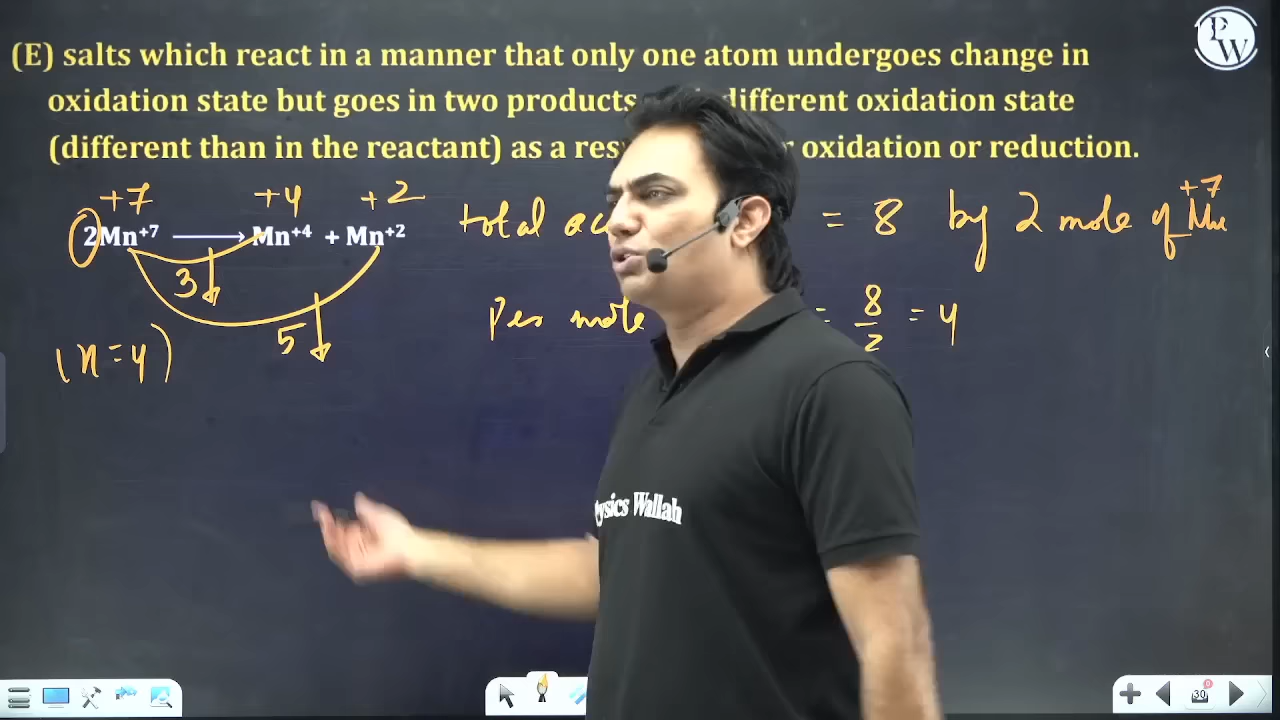 PW
(E) salts which react in a manner that only one atom undergoes change in
oxidation state but goes in two products different oxidation state
(different than in the reactant) as a oxidation or reduction.
+7 +4 +2
2Mn+7 → Mn+4 + Mn+2
3↓
5↓
(n=4)
total = 8 by 2 mole of Mn+7
Per mole = 8/2 = 4
Wallah
30